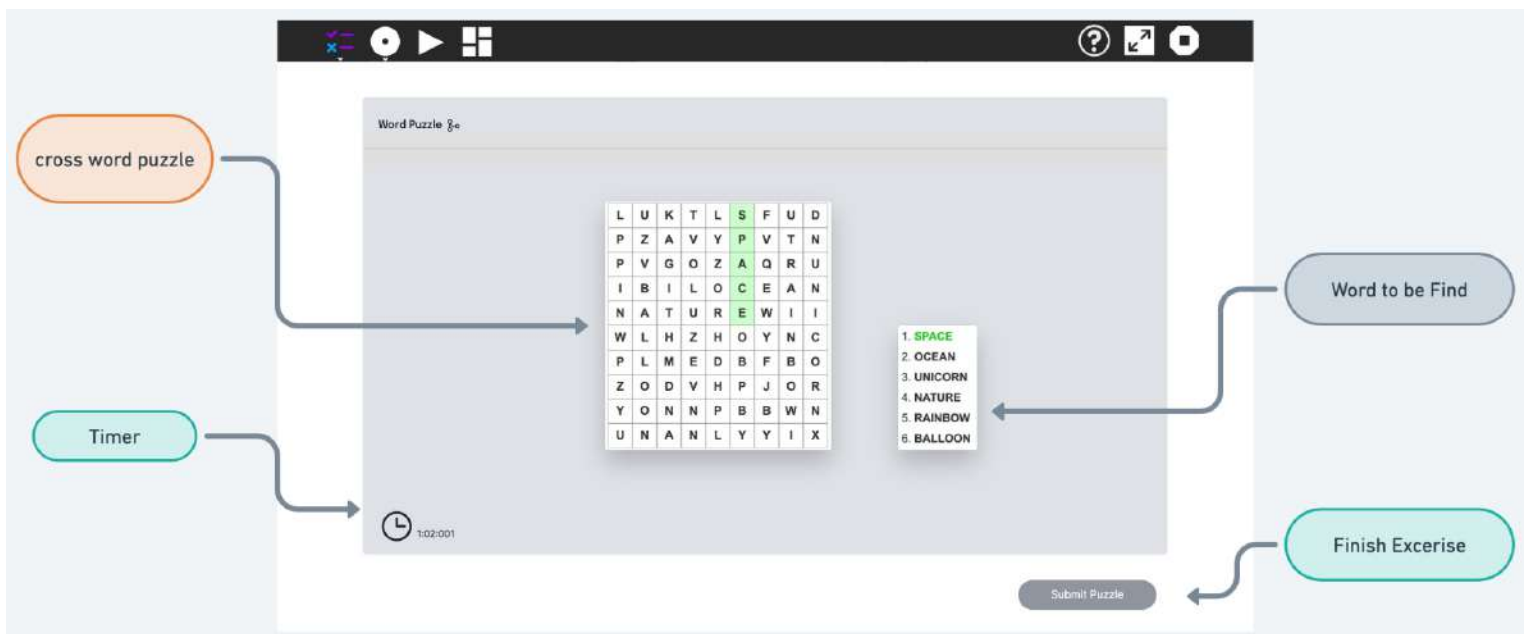 Word Puzzle
cross word puzzle
L U K T L S F U D
P Z A V Y P V T N
P V G O Z A Q R U
I B I L O C E A N
N A T U R E W I I
W L H Z H O Y N C
P L M E D B F B O
Z O D V H P J O R
Y O N N P B B W N
U N A N L Y Y I X
Word to be Find
1. SPACE
2. OCEAN
3. UNICORN
4. NATURE
5. RAINBOW
6. BALLOON
Timer
1:02:001
Finish Excerise
Submit Puzzle